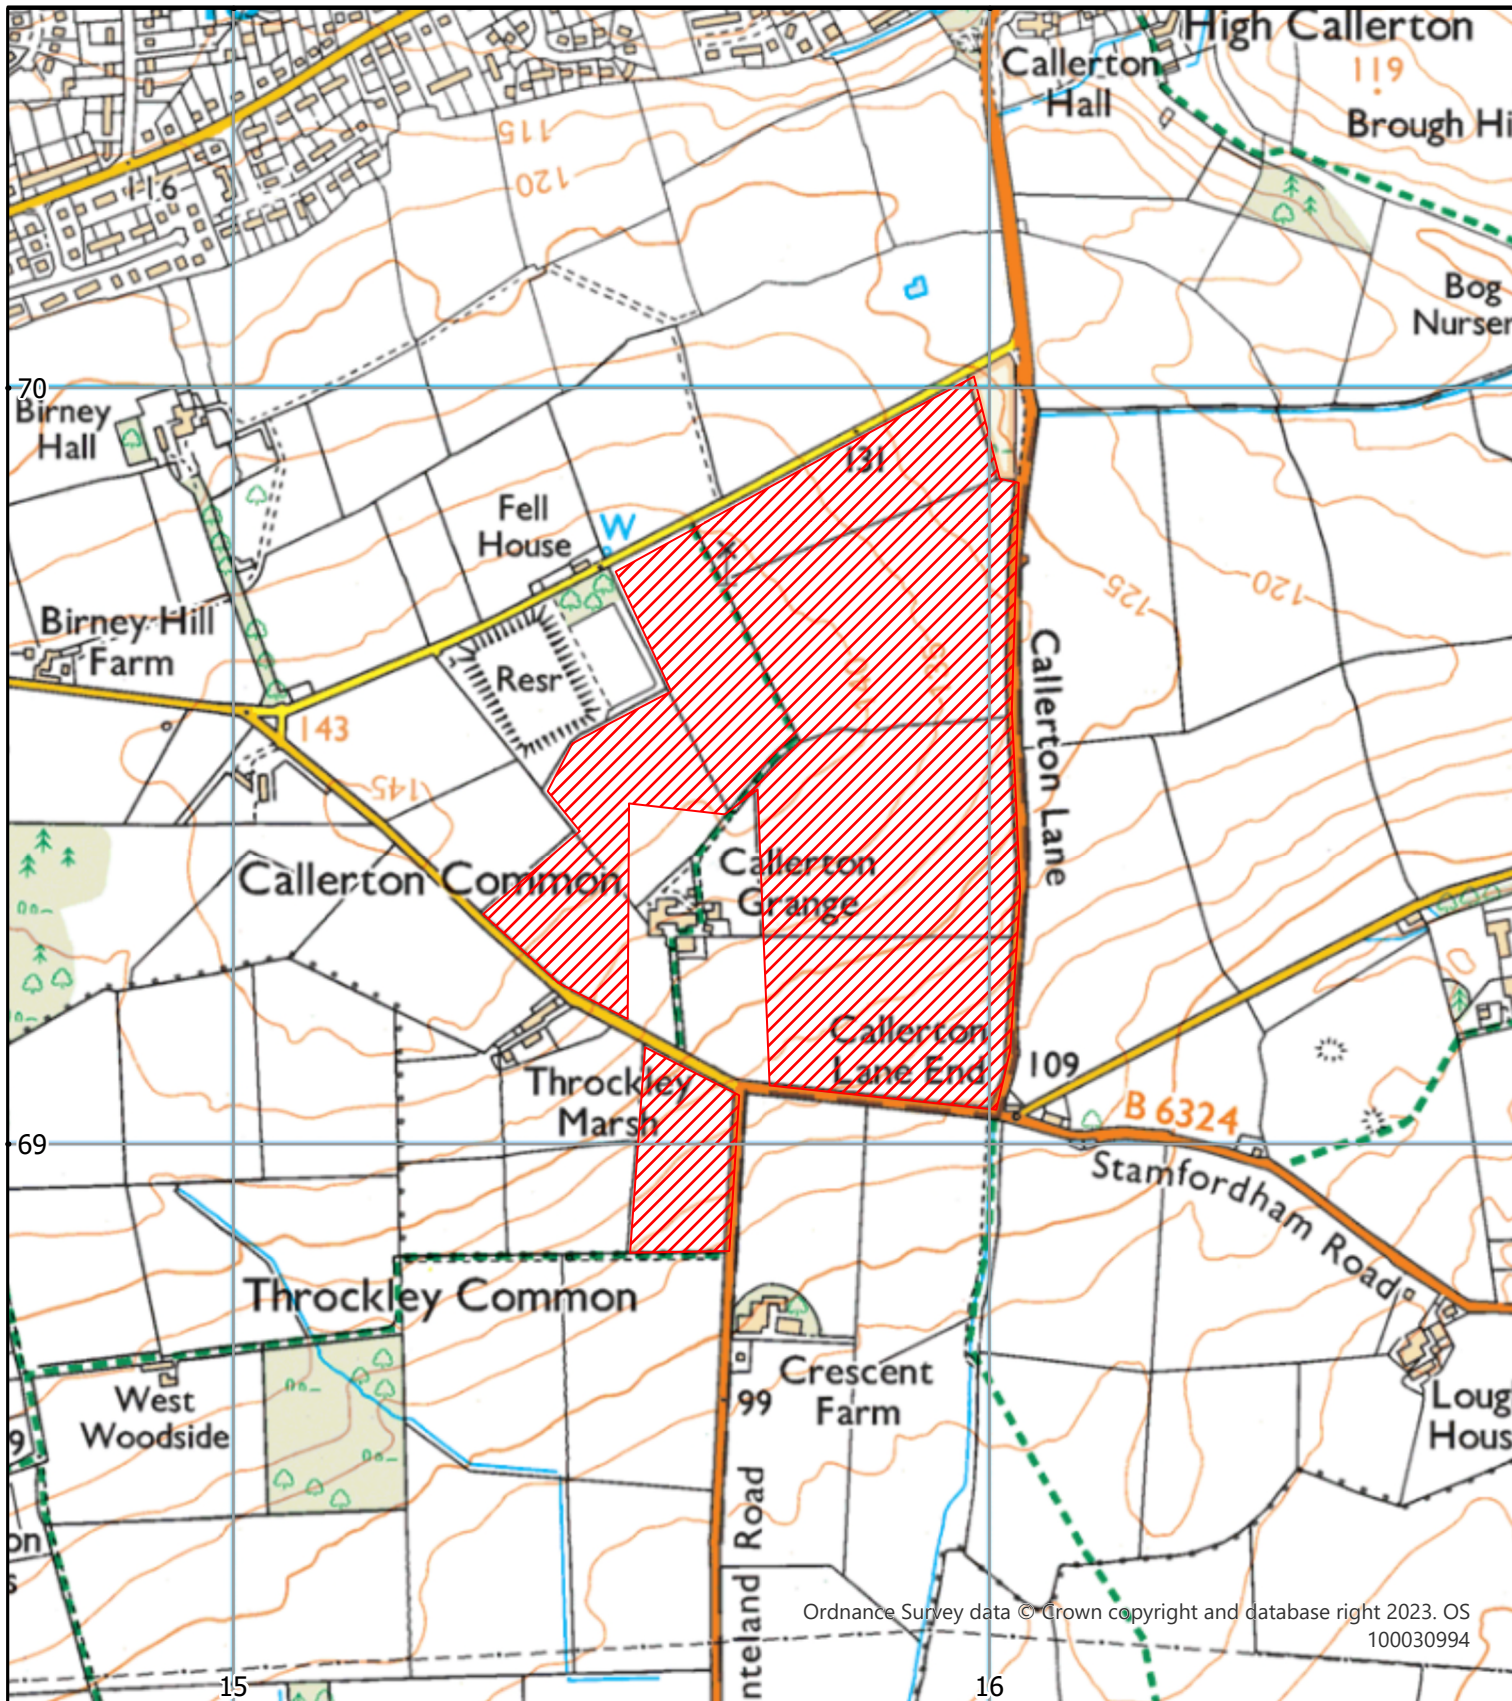 High Callerton
Callerton
Hall
119
Brough Hi
115
116
120
Bog
Nurser
70
Birney
Hall
131
Fell
House
W
125
120
Birney Hill
Farm
Resr
143
145
Callerton Lane
Callerton Common
Callerton
Grange
Callerton
Lane End
109
Throckley
Marsh
B 6324
69
Stamfordham Road
Throckley Common
Crescent
Farm
99
West
Woodside
Loug
Hous
9
on
s
nteland Road
Ordnance Survey data © Crown copyright and database right 2023. OS
100030994
15
16